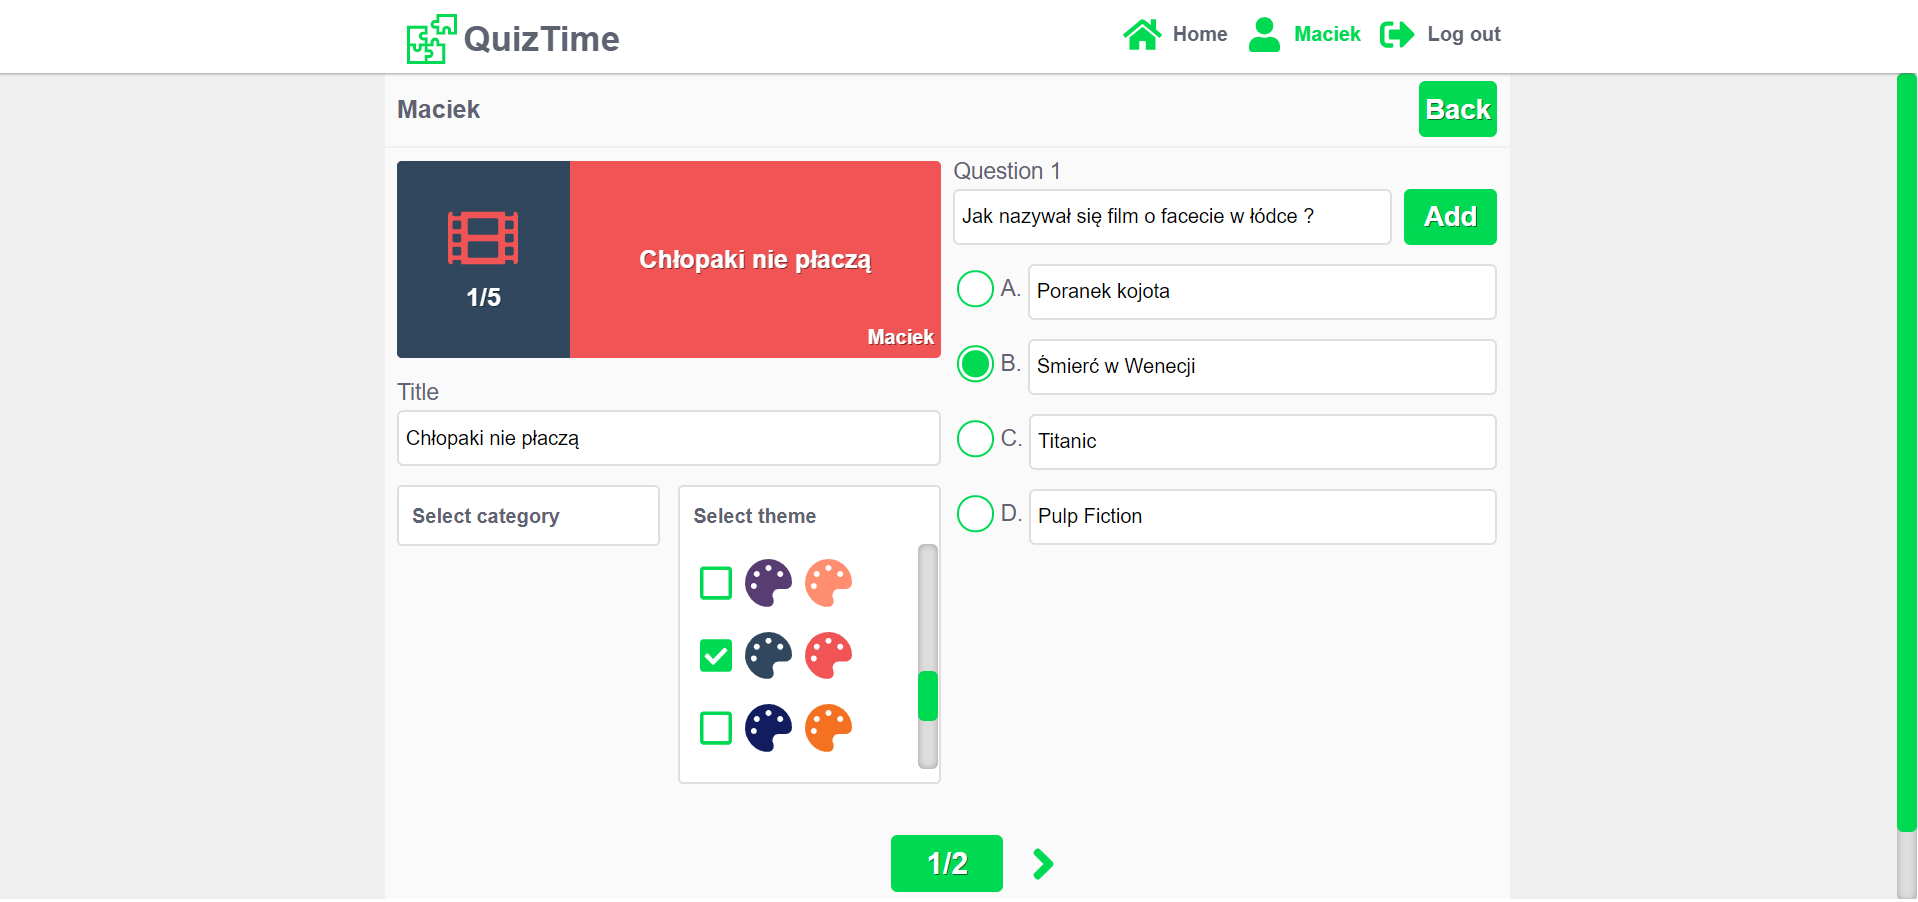 QuizTime
Home
Maciek
Log out
Maciek
Back
1/5
Chłopaki nie płaczą
Maciek
Title
Chłopaki nie płaczą
Select category
Select theme
Question 1
Jak nazywał się film o facecie w łódce ?
Add
A.
Poranek kojota
B.
Śmierć w Wenecji
C.
Titanic
D.
Pulp Fiction
1/2